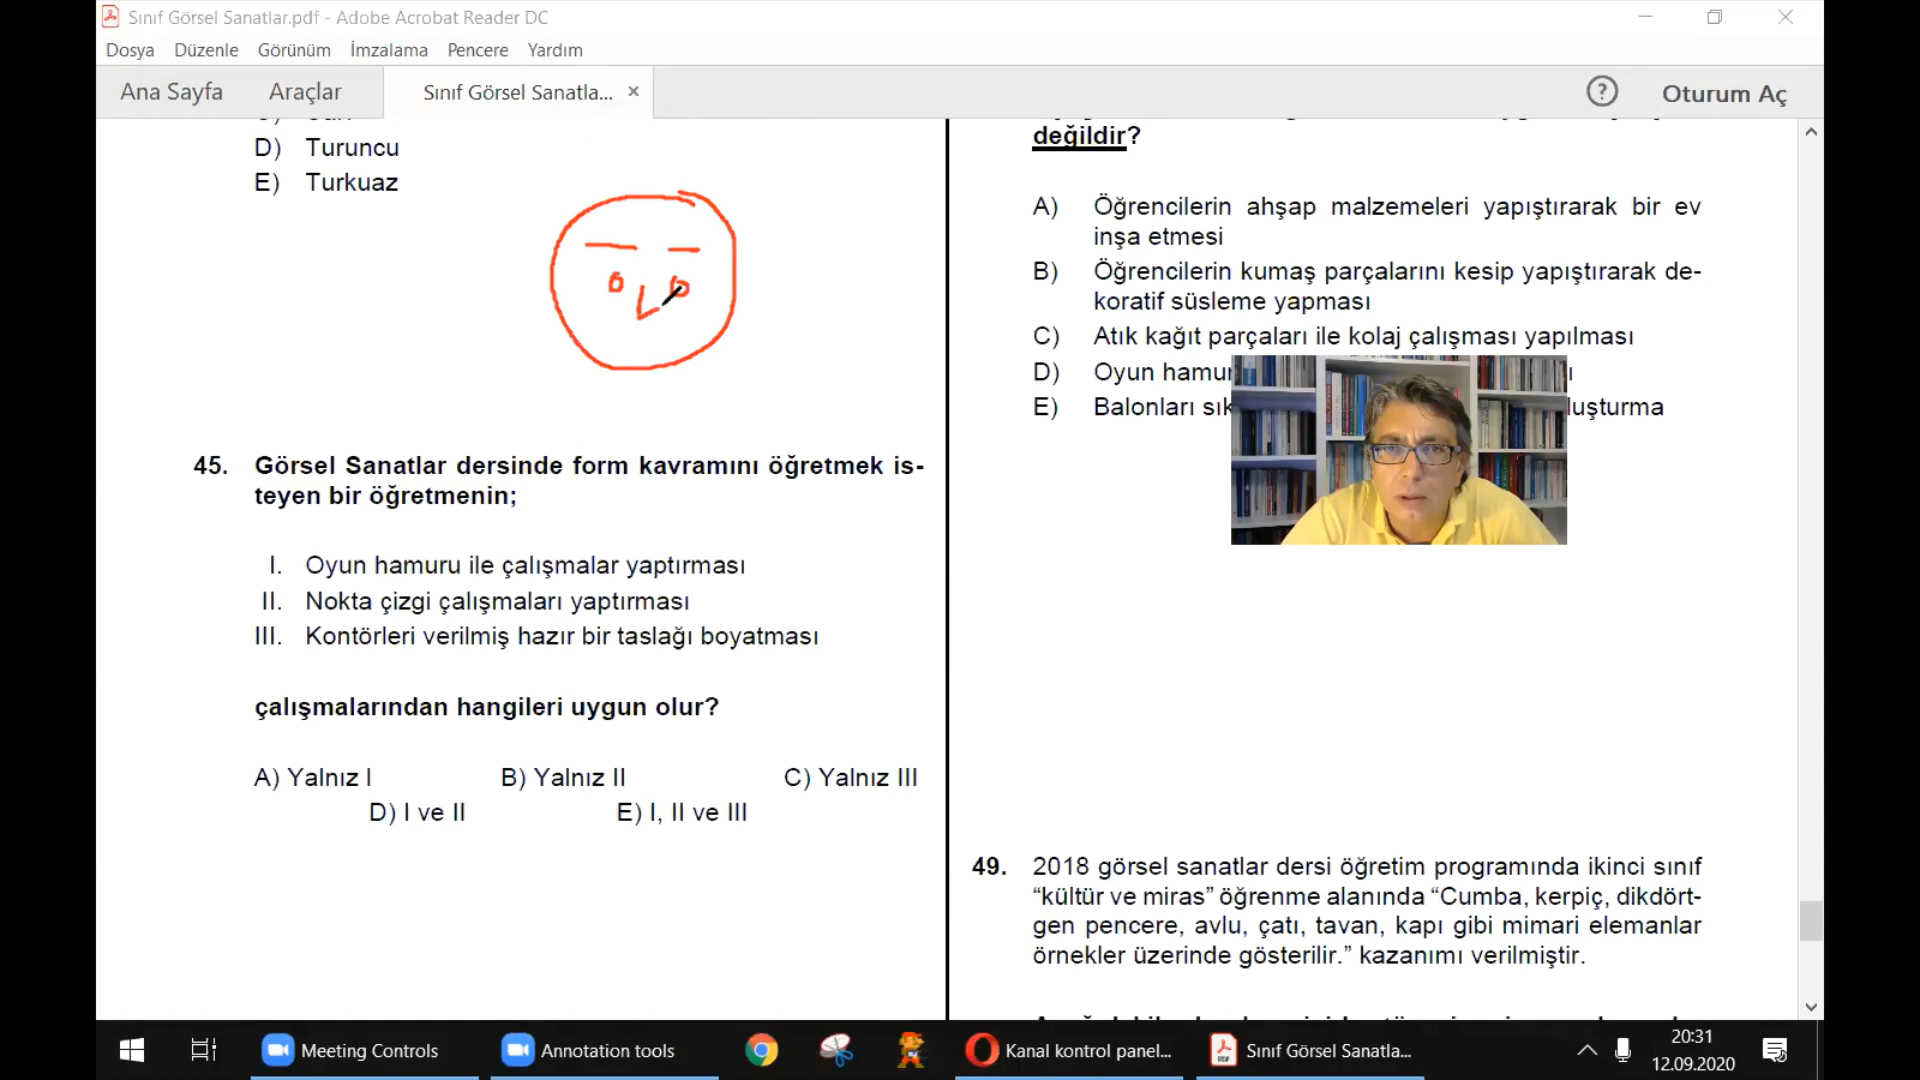 Sınıf Görsel Sanatlar.pdf - Adobe Acrobat Reader DC
Dosya Düzenle Görünüm İmzalama Pencere Yardım
Ana Sayfa Araçlar Sınıf Görsel Sanatla... × ? Oturum Aç
D) Turuncu
E) Turkuaz
45. Görsel Sanatlar dersinde form kavramını öğretmek is-
teyen bir öğretmenin;
I. Oyun hamuru ile çalışmalar yaptırması
II. Nokta çizgi çalışmaları yaptırması
III. Kontörleri verilmiş hazır bir taslağı boyatması
çalışmalarından hangileri uygun olur?
A) Yalnız I B) Yalnız II C) Yalnız III
D) I ve II E) I, II ve III
değildir?
A) Öğrencilerin ahşap malzemeleri yapıştırarak bir ev
inşa etmesi
B) Öğrencilerin kumaş parçalarını kesip yapıştırarak de-
koratif süsleme yapması
C) Atık kağıt parçaları ile kolaj çalışması yapılması
D) Oyun
E) Balonları
49. 2018 görsel sanatlar dersi öğretim programında ikinci sınıf
“kültür ve miras” öğrenme alanında “Cumba, kerpiç, dikdört-
gen pencere, avlu, çatı, tavan, kapı gibi mimari elemanlar
örnekler üzerinde gösterilir.” kazanımı verilmiştir.
Meeting Controls Annotation tools Kanal kontrol panel... Sınıf Görsel Sanatla...
20:31
12.09.2020